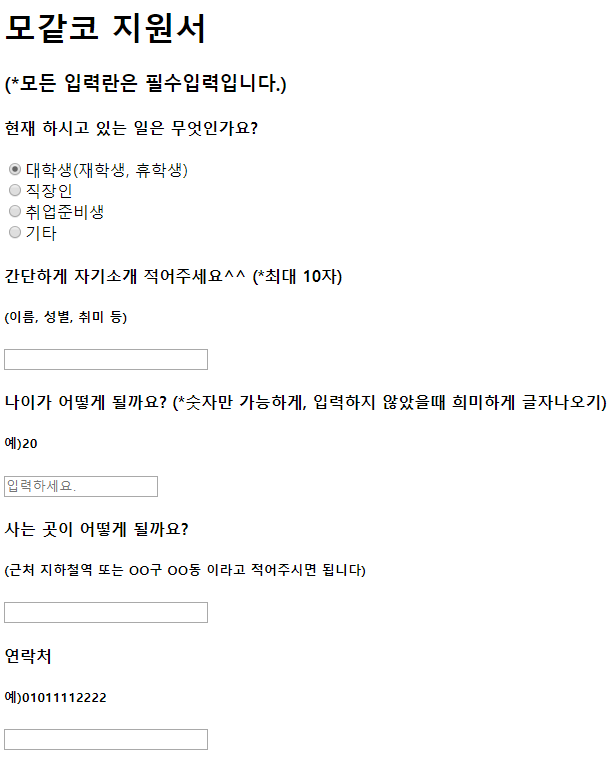 모같코 지원서
(*모든 입력란은 필수입력입니다.)
현재 하시고 있는 일은 무엇인가요?
대학생(재학생, 휴학생)
직장인
취업준비생
기타
간단하게 자기소개 적어주세요^^ (*최대 10자)
(이름, 성별, 취미 등)
나이가 어떻게 될까요? (*숫자만 가능하게, 입력하지 않았을때 희미하게 글자나오기)
예)20
입력하세요.
사는 곳이 어떻게 될까요?
(근처 지하철역 또는 OO구 OO동 이라고 적어주시면 됩니다)
연락처
예)01011112222